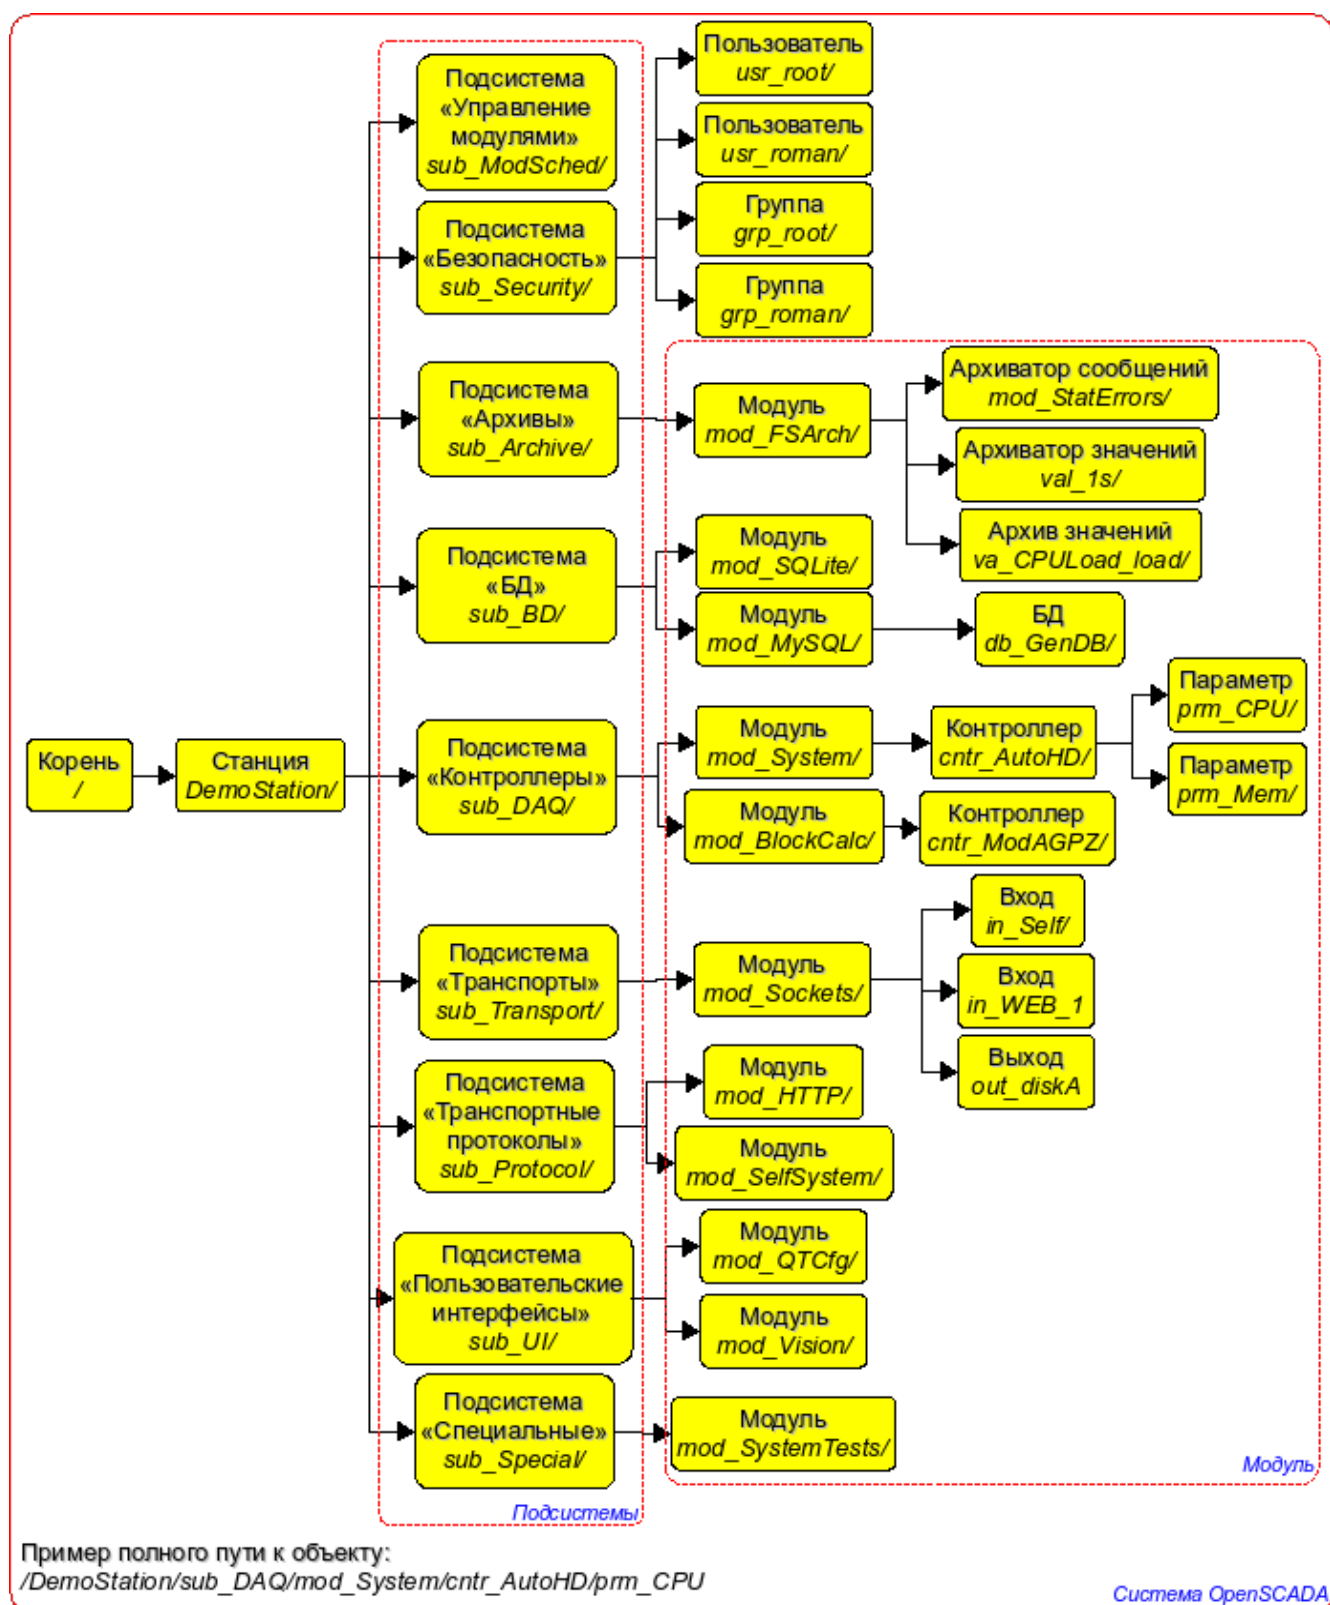 Корень
/
Станция
DemoStation/
Подсистема
«Управление
модулями»
sub_ModSched/
Подсистема
«Безопасность»
sub_Security/
Пользователь
usr_root/
Пользователь
usr_roman/
Группа
grp_root/
Группа
grp_roman/
Подсистема
«Архивы»
sub_Archive/
Модуль
mod_FSArch/
Архиватор сообщений
mod_StatErrors/
Архиватор значений
val_1s/
Архив значений
va_CPULoad_load/
Подсистема
«БД»
sub_BD/
Модуль
mod_SQLite/
Модуль
mod_MySQL/
БД
db_GenDB/
Подсистема
«Контроллеры»
sub_DAQ/
Модуль
mod_System/
Контроллер
cntr_AutoHD/
Параметр
prm_CPU/
Параметр
prm_Mem/
Модуль
mod_BlockCalc/
Контроллер
cntr_ModAGPZ/
Подсистема
«Транспорты»
sub_Transport/
Модуль
mod_Sockets/
Вход
in_Self/
Вход
in_WEB_1
Выход
out_diskA
Подсистема
«Транспортные
протоколы»
sub_Protocol/
Модуль
mod_HTTP/
Модуль
mod_SelfSystem/
Подсистема
«Пользовательские
интерфейсы»
sub_UI/
Модуль
mod_QTCfg/
Модуль
mod_Vision/
Подсистема
«Специальные»
sub_Special/
Модуль
mod_SystemTests/
Модуль
Подсистемы
Пример полного пути к объекту:
/DemoStation/sub_DAQ/mod_System/cntr_AutoHD/prm_CPU
Система OpenSCADA